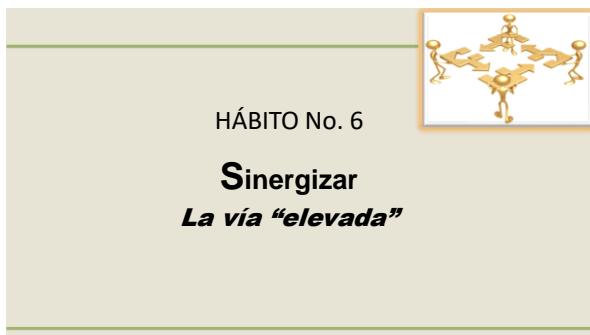 HÁBITO No. 6
Sinergizar
La vía “elevada”